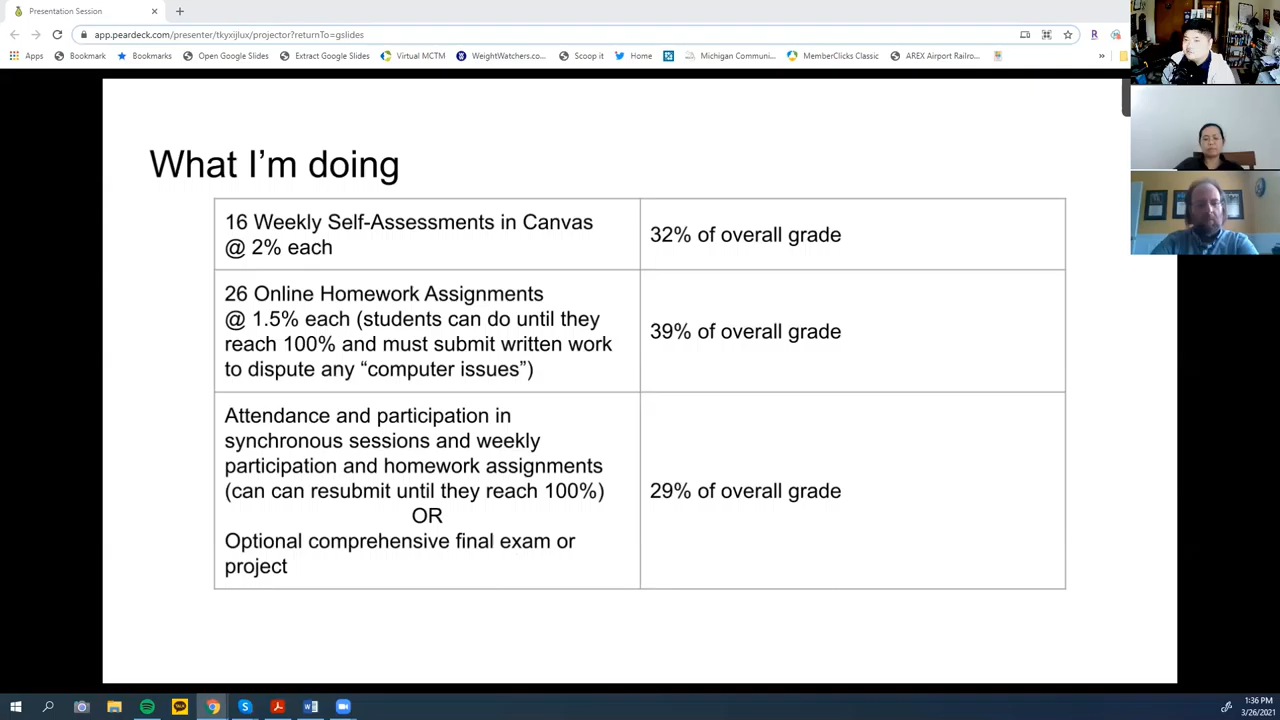 Presentation Session
app.peardeck.com/presenter/tkyxijlux/projector?returnTo=gslides
R
Apps
Bookmark
Bookmarks
Open Google Slides
Extract Google Slides
Virtual MCTM
WeightWatchers.co...
Scoop it
Home
Michigan Communi...
MemberClicks Classic
AREX Airport Railro...
»
What I’m doing
16 Weekly Self-Assessments in Canvas
@ 2% each
32% of overall grade
26 Online Homework Assignments
@ 1.5% each (students can do until they
reach 100% and must submit written work
to dispute any “computer issues”)
39% of overall grade
Attendance and participation in
synchronous sessions and weekly
participation and homework assignments
(can can resubmit until they reach 100%)
OR
Optional comprehensive final exam or
project
29% of overall grade
TALK
1:36 PM
3/26/2021